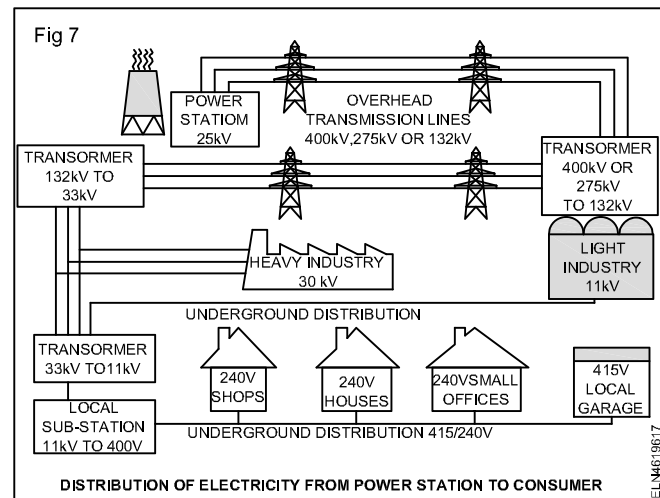 Fig 7
POWER
STATIOM
25kV
OVERHEAD
TRANSMISSION LINES
400kV,275kV OR 132kV
TRANSORMER
132kV TO
33kV
TRANSORMER
400kV OR
275kV
TO 132kV
HEAVY INDUSTRY
30 kV
LIGHT
INDUSTRY
11kV
UNDERGROUND DISTRIBUTION
TRANSORMER
33kV TO11kV
240V
SHOPS
240V
HOUSES
240VSMALL
OFFICES
415V
LOCAL
GARAGE
LOCAL
SUB-STATION
11kV TO 400V
UNDERGROUND DISTRIBUTION 415/240V
DISTRIBUTION OF ELECTRICITY FROM POWER STATION TO CONSUMER
ELN4619617